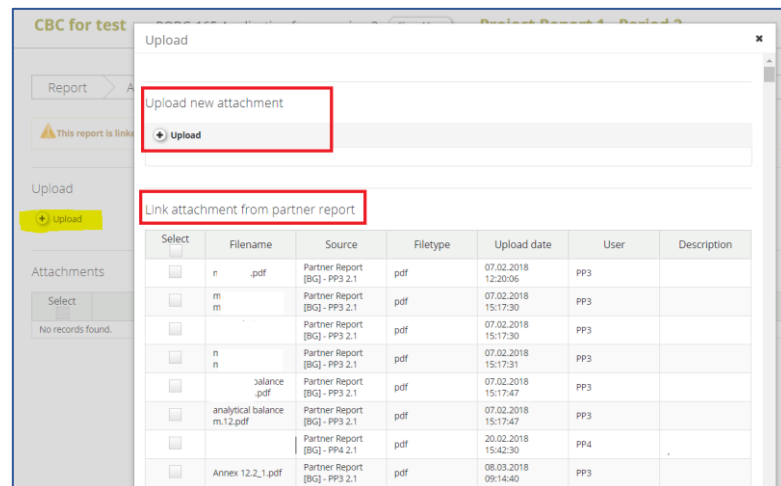 CBC for test
Upload
Report
Upload new attachment
This report is linke
Upload
Upload
Upload
Link attachment from partner report
Attachments
Select Filename Source Filetype Upload date User Description
Select
No records found.
n .pdf Partner Report [BG] - PP3 2.1 pdf 07.02.2018 12:20:06 PP3
m m Partner Report [BG] - PP3 2.1 pdf 07.02.2018 15:17:30 PP3
Partner Report [BG] - PP3 2.1 pdf 07.02.2018 15:17:30 PP3
n n Partner Report [BG] - PP3 2.1 pdf 07.02.2018 15:17:31 PP3
balance .pdf Partner Report [BG] - PP3 2.1 pdf 07.02.2018 15:17:47 PP3
analytical balance m.12.pdf Partner Report [BG] - PP3 2.1 pdf 07.02.2018 15:17:47 PP3
Partner Report [BG] - PP4 2.1 pdf 20.02.2018 15:42:30 PP4
Annex 12.2_1.pdf Partner Report [BG] - PP3 2.1 pdf 08.03.2018 09:14:40 PP3